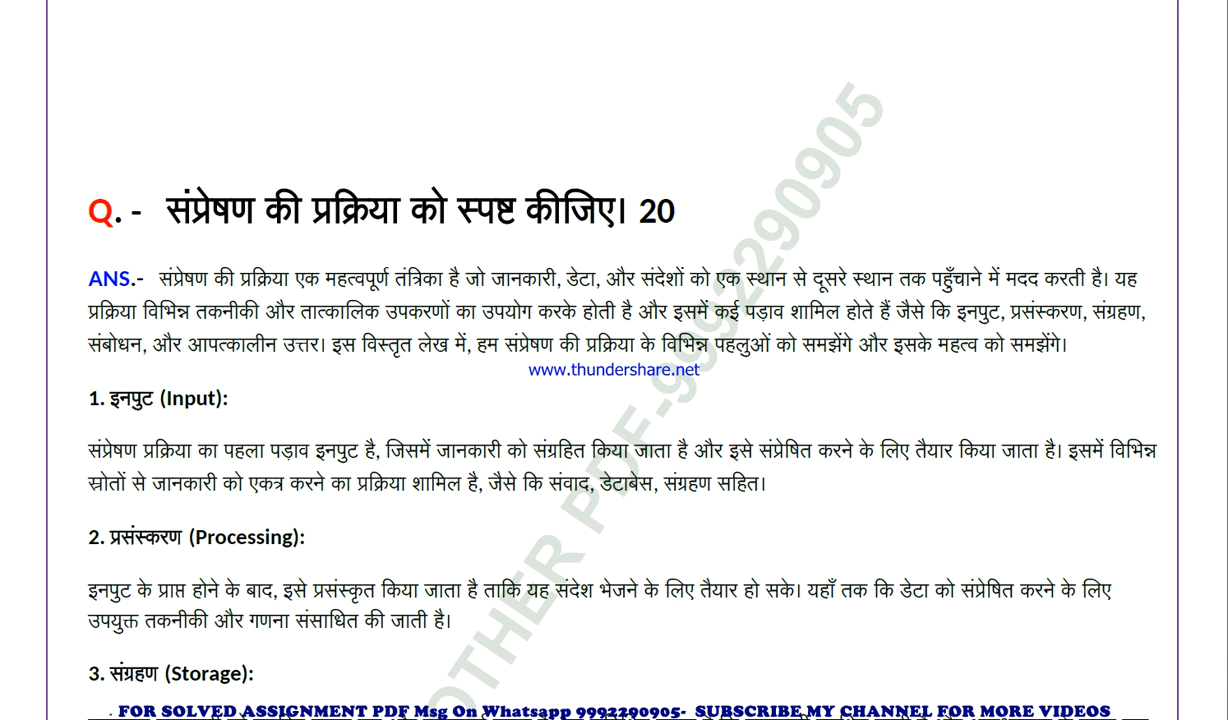 Q. - संप्रेषण की प्रक्रिया को स्पष्ट कीजिए। 20
ANS.- संप्रेषण की प्रक्रिया एक महत्वपूर्ण तंत्रिका है जो जानकारी, डेटा, और संदेशों को एक स्थान से दूसरे स्थान तक पहुँचाने में मदद करती है। यह
प्रक्रिया विभिन्न तकनीकी और तात्कालिक उपकरणों का उपयोग करके होती है और इसमें कई पड़ाव शामिल होते हैं जैसे कि इनपुट, प्रसंस्करण, संग्रहण,
संबोधन, और आपत्कालीन उत्तर। इस विस्तृत लेख में, हम संप्रेषण की प्रक्रिया के विभिन्न पहलुओं को समझेंगे और इसके महत्व को समझेंगे।
www.thundershare.net
1. इनपुट (Input):
संप्रेषण प्रक्रिया का पहला पड़ाव इनपुट है, जिसमें जानकारी को संग्रहित किया जाता है और इसे संप्रेषित करने के लिए तैयार किया जाता है। इसमें विभिन्न
स्रोतों से जानकारी को एकत्र करने का प्रक्रिया शामिल है, जैसे कि संवाद, डेटाबेस, संग्रहण सहित।
2. प्रसंस्करण (Processing):
इनपुट के प्राप्त होने के बाद, इसे प्रसंस्कृत किया जाता है ताकि यह संदेश भेजने के लिए तैयार हो सके। यहाँ तक कि डेटा को संप्रेषित करने के लिए
उपयुक्त तकनीकी और गणना संसाधित की जाती है।
3. संग्रहण (Storage):
FOR SOLVED ASSIGNMENT PDF Msg On Whatsapp 9992290905- SUBSCRIBE MY CHANNEL FOR MORE VIDEOS
OTHER PDF-9992290905